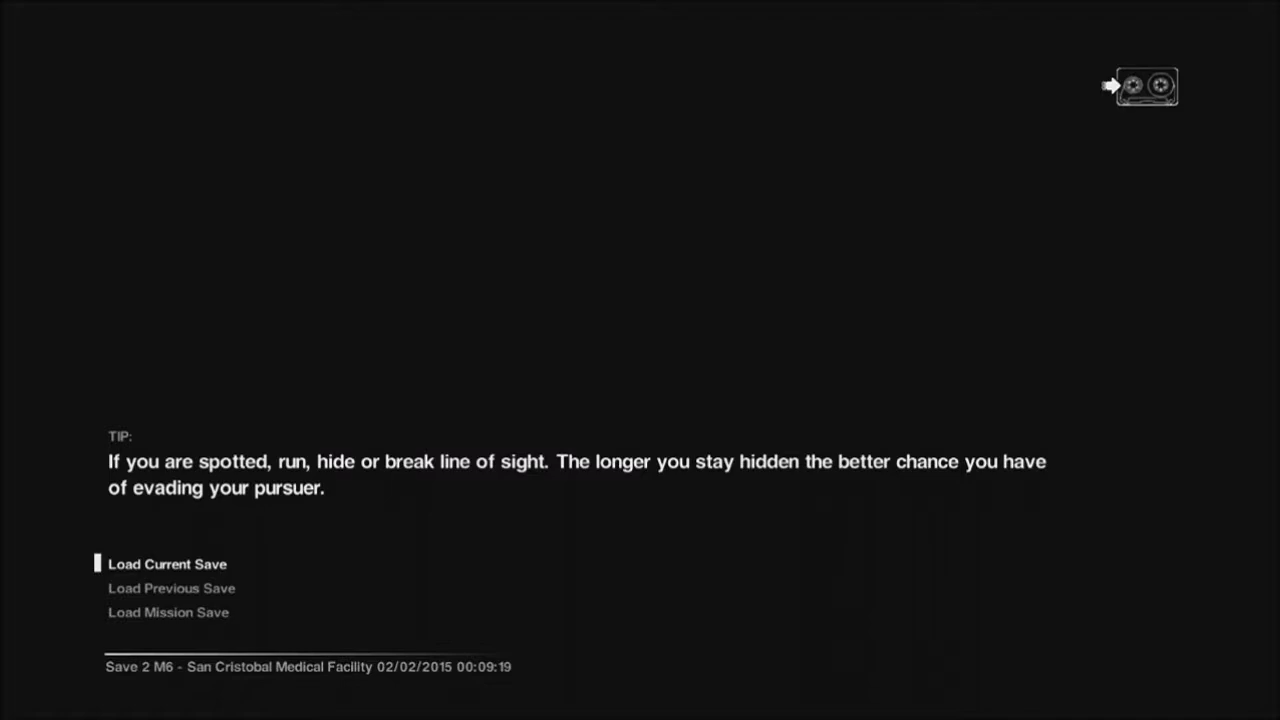 TIP:
If you are spotted, run, hide or break line of sight. The longer you stay hidden the better chance you have
of evading your pursuer.
Load Current Save
Load Previous Save
Load Mission Save
Save 2 M6 - San Cristobal Medical Facility 02/02/2015 00:09:19